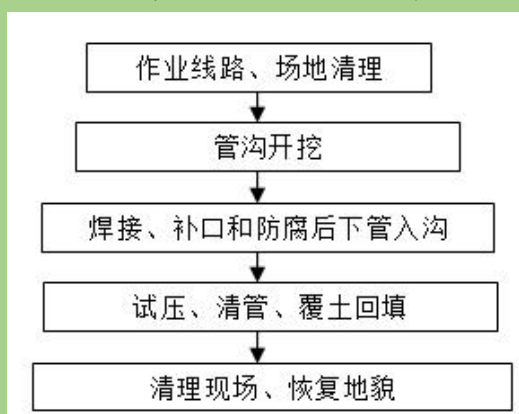 作业线路、场地清理
管沟开挖
焊接、补口和防腐后下管入沟
试压、清管、覆土回填
清理现场、恢复地貌